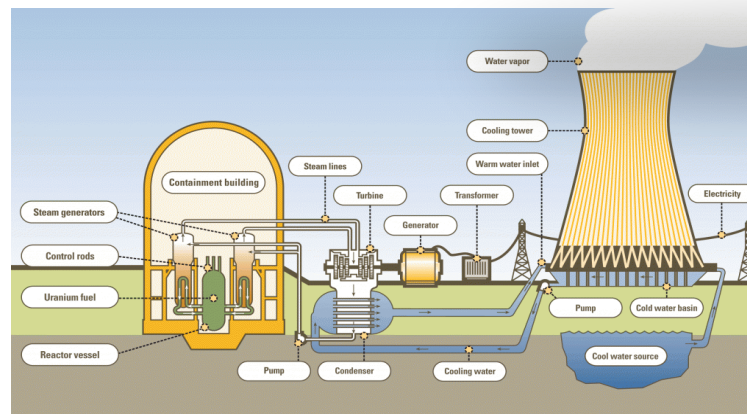 Water vapor
Cooling tower
Steam lines
Warm water inlet
Containment building
Turbine
Transformer
Electricity
Steam generators
Generator
Control rods
Uranium fuel
Pump
Cold water basin
Reactor vessel
Cool water source
Pump
Condenser
Cooling water